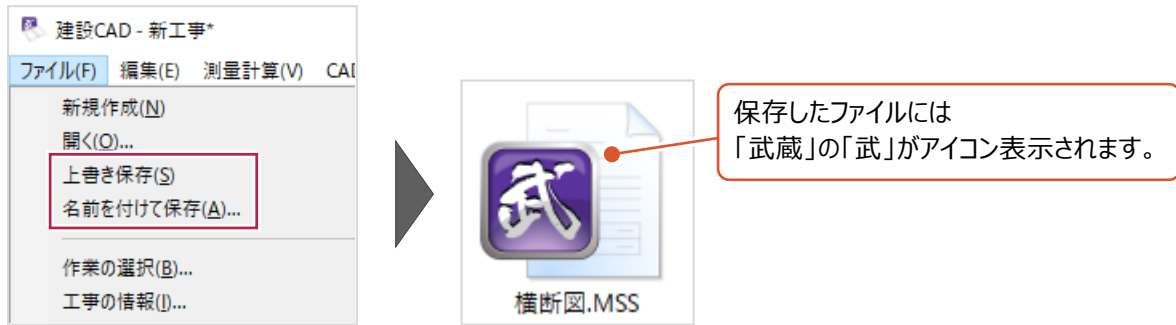 建設CAD - 新工事*
ファイル(F) 編集(E) 測量計算(V)
新規作成(N)
開く(O)...
上書き保存(S)
名前を付けて保存(A)...
作業の選択(B)...
工事の情報(I)...
武
横断図.MSS
保存したファイルには
「武蔵」の「武」がアイコン表示されます。